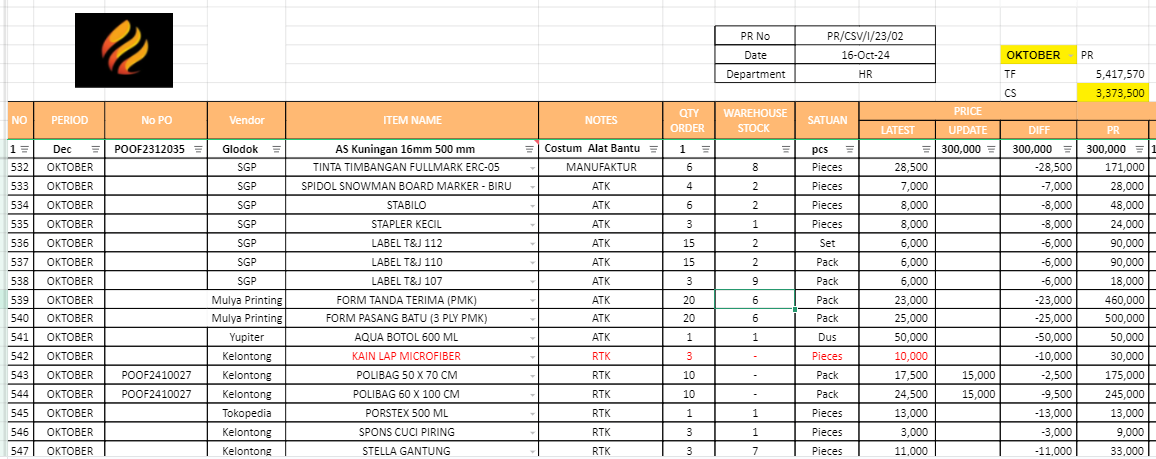 PR No PR/CSV/I/23/02
Date 16-Oct-24 OKTOBER PR
Department HR TF 5,417,570
CS 3,373,500
NO PERIOD No PO Vendor ITEM NAME NOTES QTY ORDER WAREHOUSE STOCK SATUAN PRICE
LATEST UPDATE DIFF PR
1 Dec POOF2312035 Glodok AS Kuningan 16mm 500 mm Costum Alat Bantu 1 pcs 300,000 300,000 300,000 1
532 OKTOBER SGP TINTA TIMBANGAN FULLMARK ERC-05 MANUFAKTUR 6 8 Pieces 28,500 -28,500 171,000
533 OKTOBER SGP SPIDOL SNOWMAN BOARD MARKER - BIRU ATK 4 2 Pieces 7,000 -7,000 28,000
534 OKTOBER SGP STABILO ATK 6 2 Pieces 8,000 -8,000 48,000
535 OKTOBER SGP STAPLER KECIL ATK 3 1 Pieces 8,000 -8,000 24,000
536 OKTOBER SGP LABEL T&J 112 ATK 15 2 Set 6,000 -6,000 90,000
537 OKTOBER SGP LABEL T&J 110 ATK 15 2 Pack 6,000 -6,000 90,000
538 OKTOBER SGP LABEL T&J 107 ATK 3 9 Pack 6,000 -6,000 18,000
539 OKTOBER Mulya Printing FORM TANDA TERIMA (PMK) ATK 20 6 Pack 23,000 -23,000 460,000
540 OKTOBER Mulya Printing FORM PASANG BATU (3 PLY PMK) ATK 20 6 Pack 25,000 -25,000 500,000
541 OKTOBER Yupiter AQUA BOTOL 600 ML ATK 1 1 Dus 50,000 -50,000 50,000
542 OKTOBER Kelontong KAIN LAP MICROFIBER RTK 3 - Pieces 10,000 -10,000 30,000
543 OKTOBER POOF2410027 Kelontong POLIBAG 50 X 70 CM RTK 10 - Pack 17,500 15,000 -2,500 175,000
544 OKTOBER POOF2410027 Kelontong POLIBAG 60 X 100 CM RTK 10 - Pack 24,500 15,000 -9,500 245,000
545 OKTOBER Tokopedia PORSTEX 500 ML RTK 1 1 Pieces 13,000 -13,000 13,000
546 OKTOBER Kelontong SPONS CUCI PIRING RTK 3 1 Pieces 3,000 -3,000 9,000
547 OKTOBER Kelontong STELLA GANTUNG RTK 3 7 Pieces 11,000 -11,000 33,000